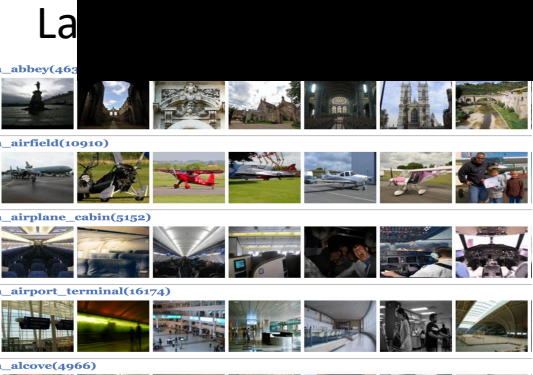 La
_abbey(463
_airfield(10910)
_airplane_cabin(5152)
_airport_terminal(16174)
_alcove(4966)